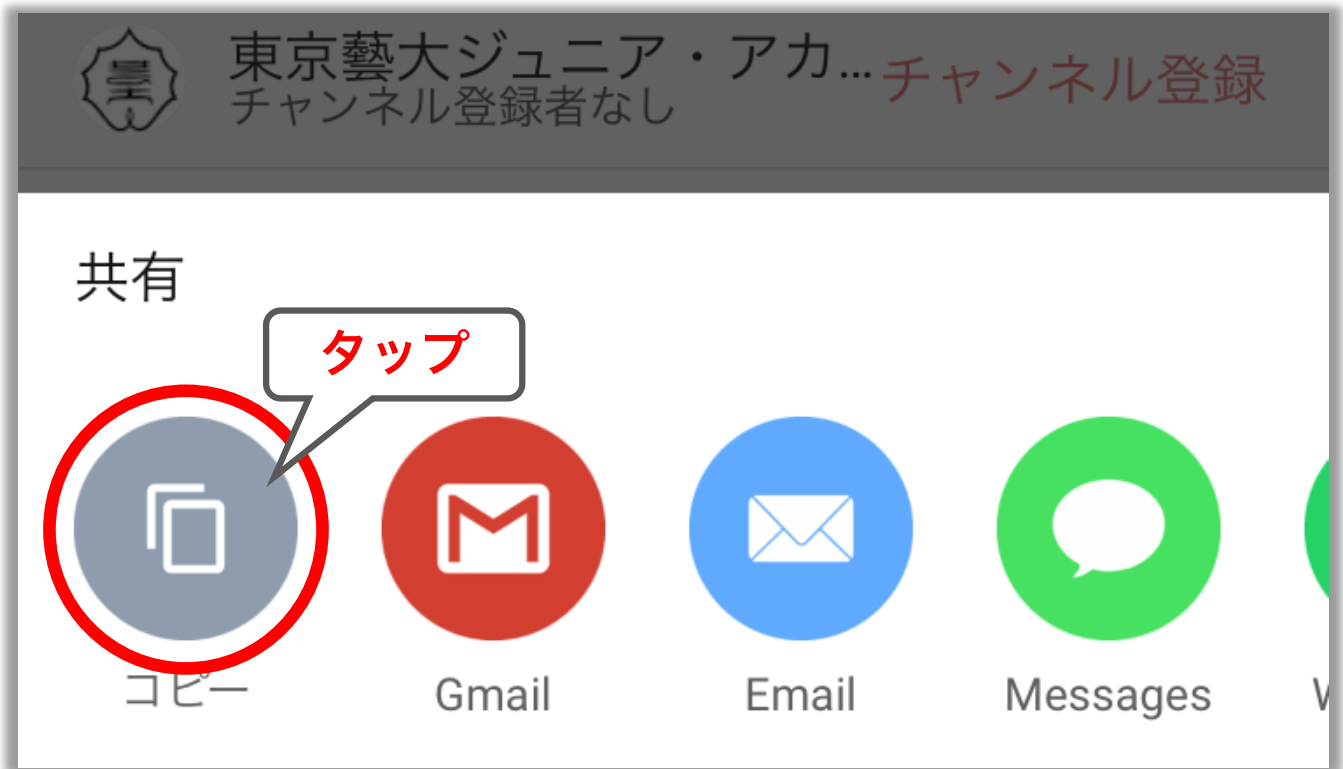 東京藝大ジュニア・アカ...チャンネル登録
チャンネル登録者なし
共有
タップ
コピー
Gmail
Email
Messages